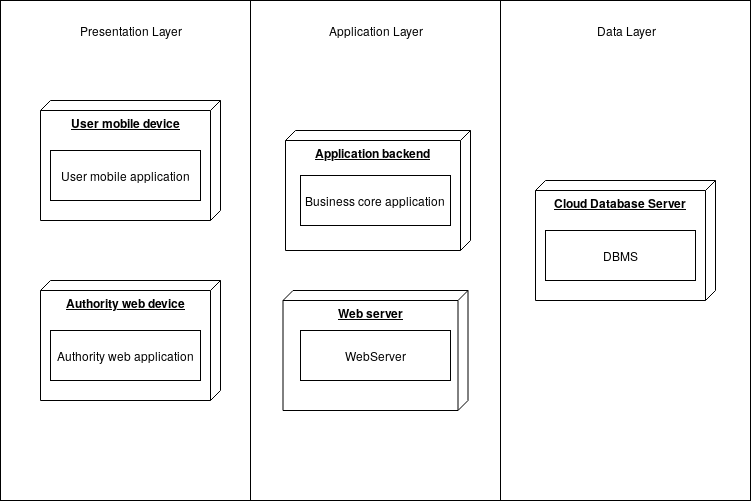 Presentation Layer
Application Layer
Data Layer
User mobile device
User mobile application
Authority web device
Authority web application
Application backend
Business core application
Web server
WebServer
Cloud Database Server
DBMS